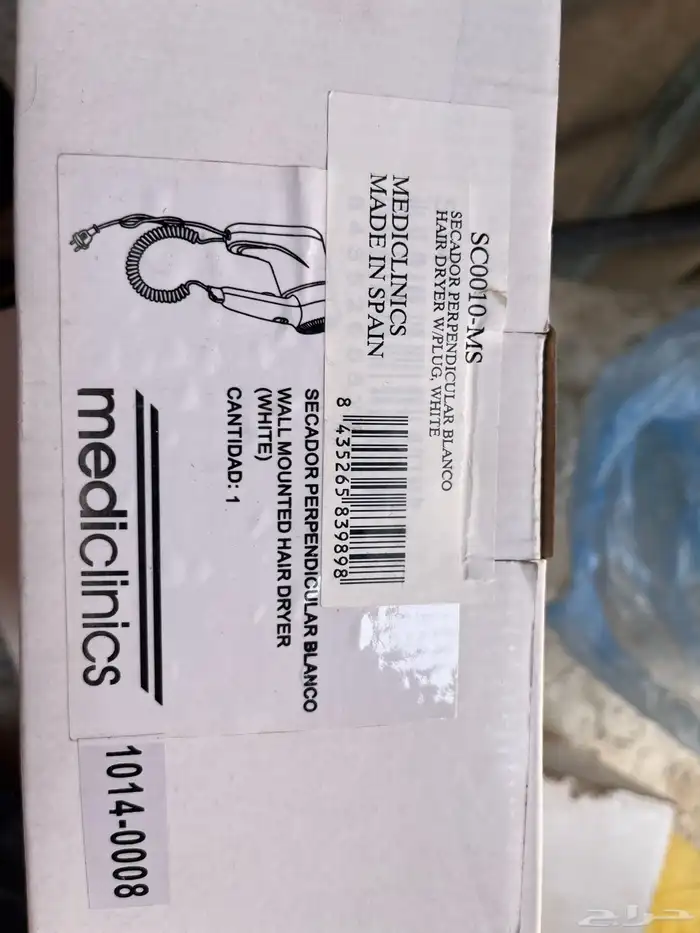 SC0010-MS
SECADOR PERPENDICULAR BLANCO
HAIR DRYER W/PLUG, WHITE
MEDICLINICS
MADE IN SPAIN
8 435265 839898
SECADOR PERPENDICULAR BLANCO
WALL MOUNTED HAIR DRYER
(WHITE)
CANTIDAD: 1
mediclinics
1014-0008
حراج